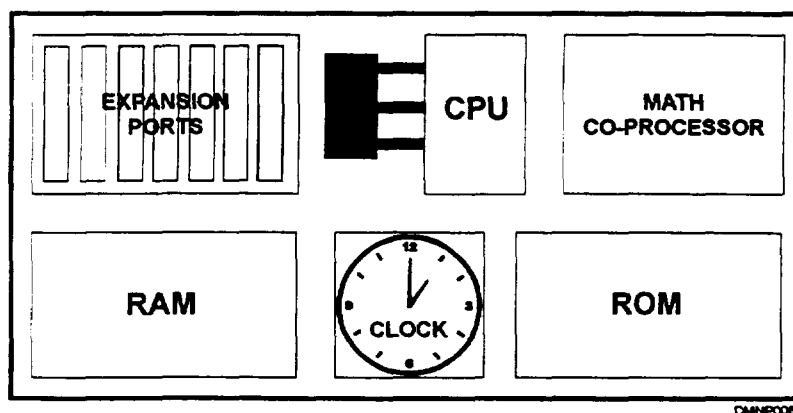 EXPANSION
PORTS
CPU
MATH
CO-PROCESSOR
RAM
12
9
3
CLOCK
6
ROM